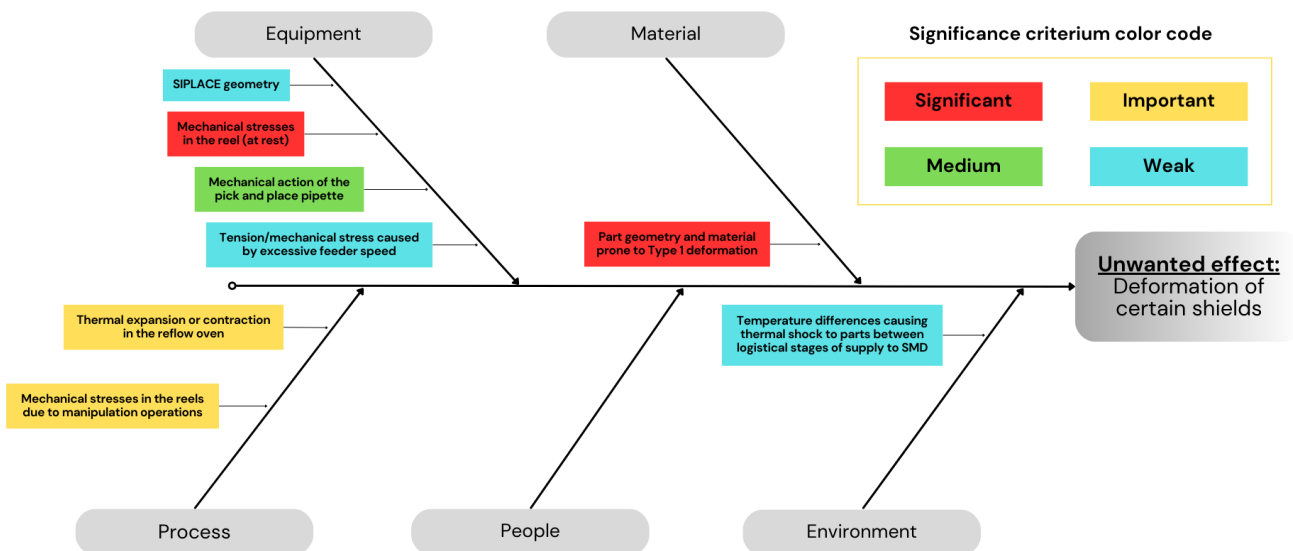 Equipment
Material
Significance criterium color code
SIPLACE geometry
Mechanical stresses
in the reel (at rest)
Mechanical action of the
pick and place pipette
Tension/mechanical stress caused
by excessive feeder speed
Part geometry and material
prone to Type 1 deformation
Significant
Important
Medium
Weak
Unwanted effect:
Deformation of
certain shields
Thermal expansion or contraction
in the reflow oven
Mechanical stresses in the reels
due to manipulation operations
Temperature differences causing
thermal shock to parts between
logistical stages of supply to SMD
Process
People
Environment